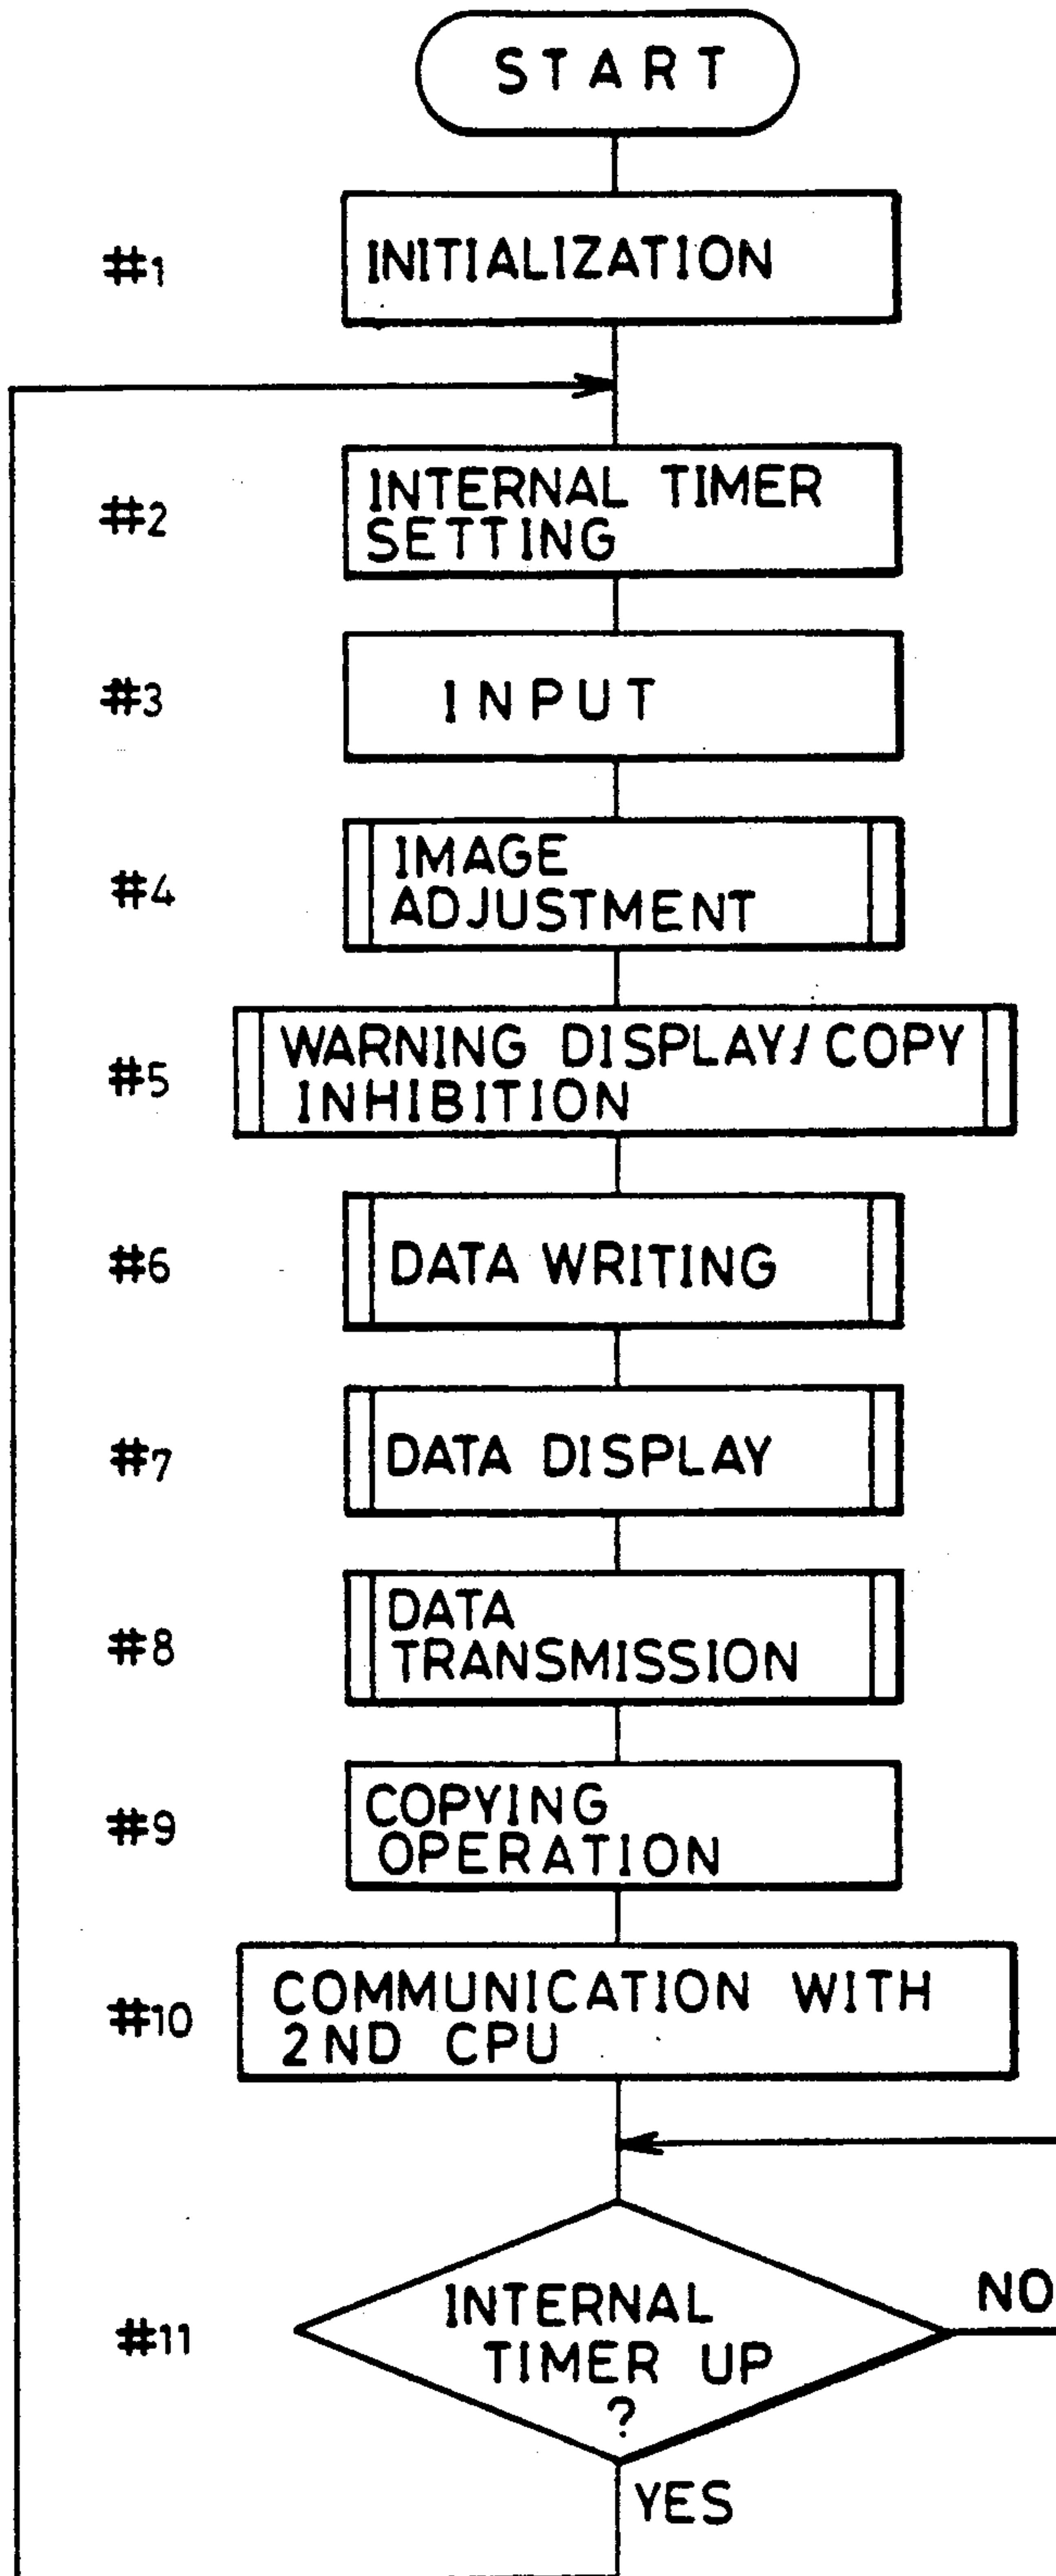 START
#1
INITIALIZATION
#2
INTERNAL TIMER
SETTING
#3
INPUT
#4
IMAGE
ADJUSTMENT
#5
WARNING DISPLAY/COPY
INHIBITION
#6
DATA WRITING
#7
DATA DISPLAY
#8
DATA
TRANSMISSION
#9
COPYING
OPERATION
#10
COMMUNICATION WITH
2ND CPU
#11
INTERNAL
TIMER UP
?
NO
YES